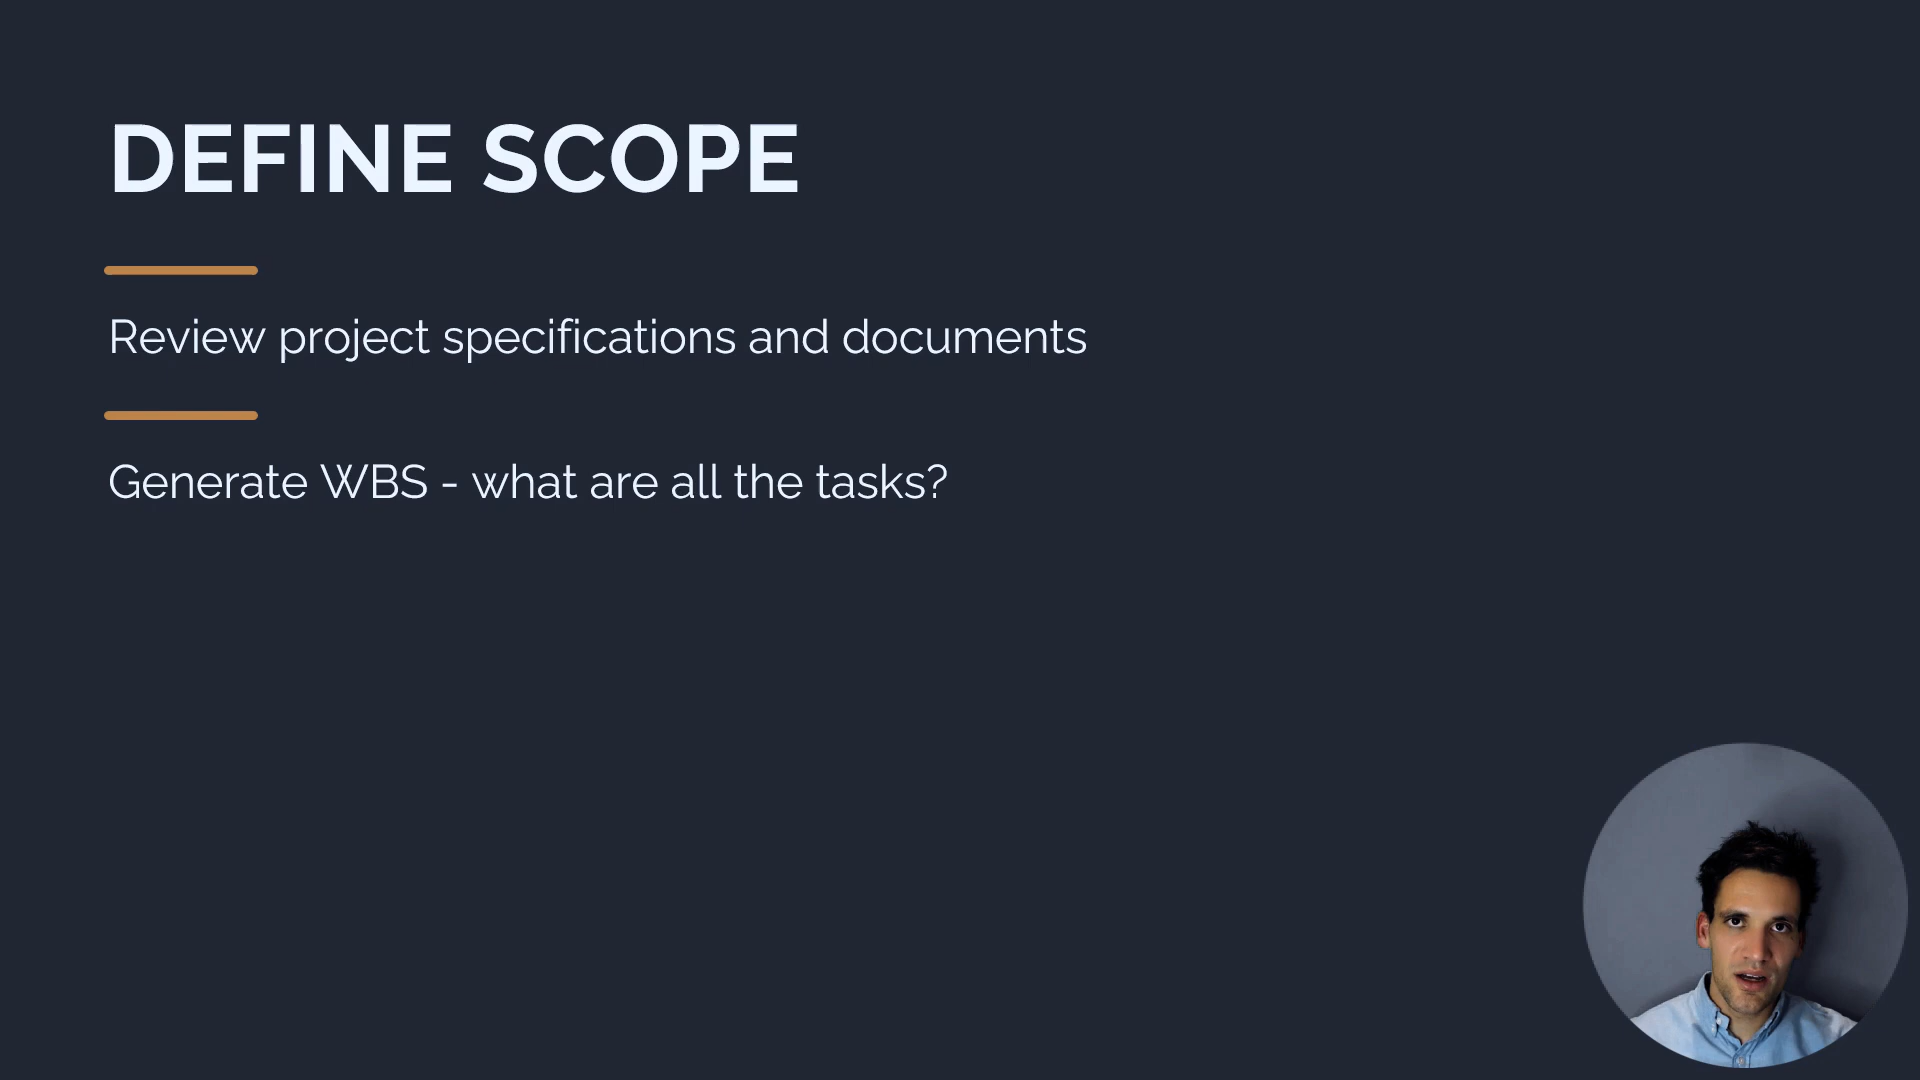 DEFINE SCOPE
Review project specifications and documents
Generate WBS - what are all the tasks?